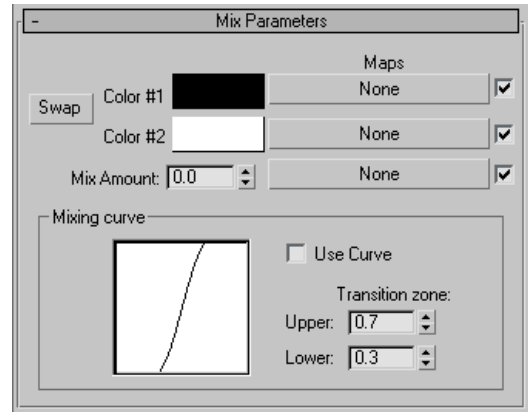 - Mix Parameters
Maps
Swap
Color #1 None
Color #2 None
Mix Amount: 0.0 None
Mixing curve
Use Curve
Transition zone:
Upper: 0.7
Lower: 0.3